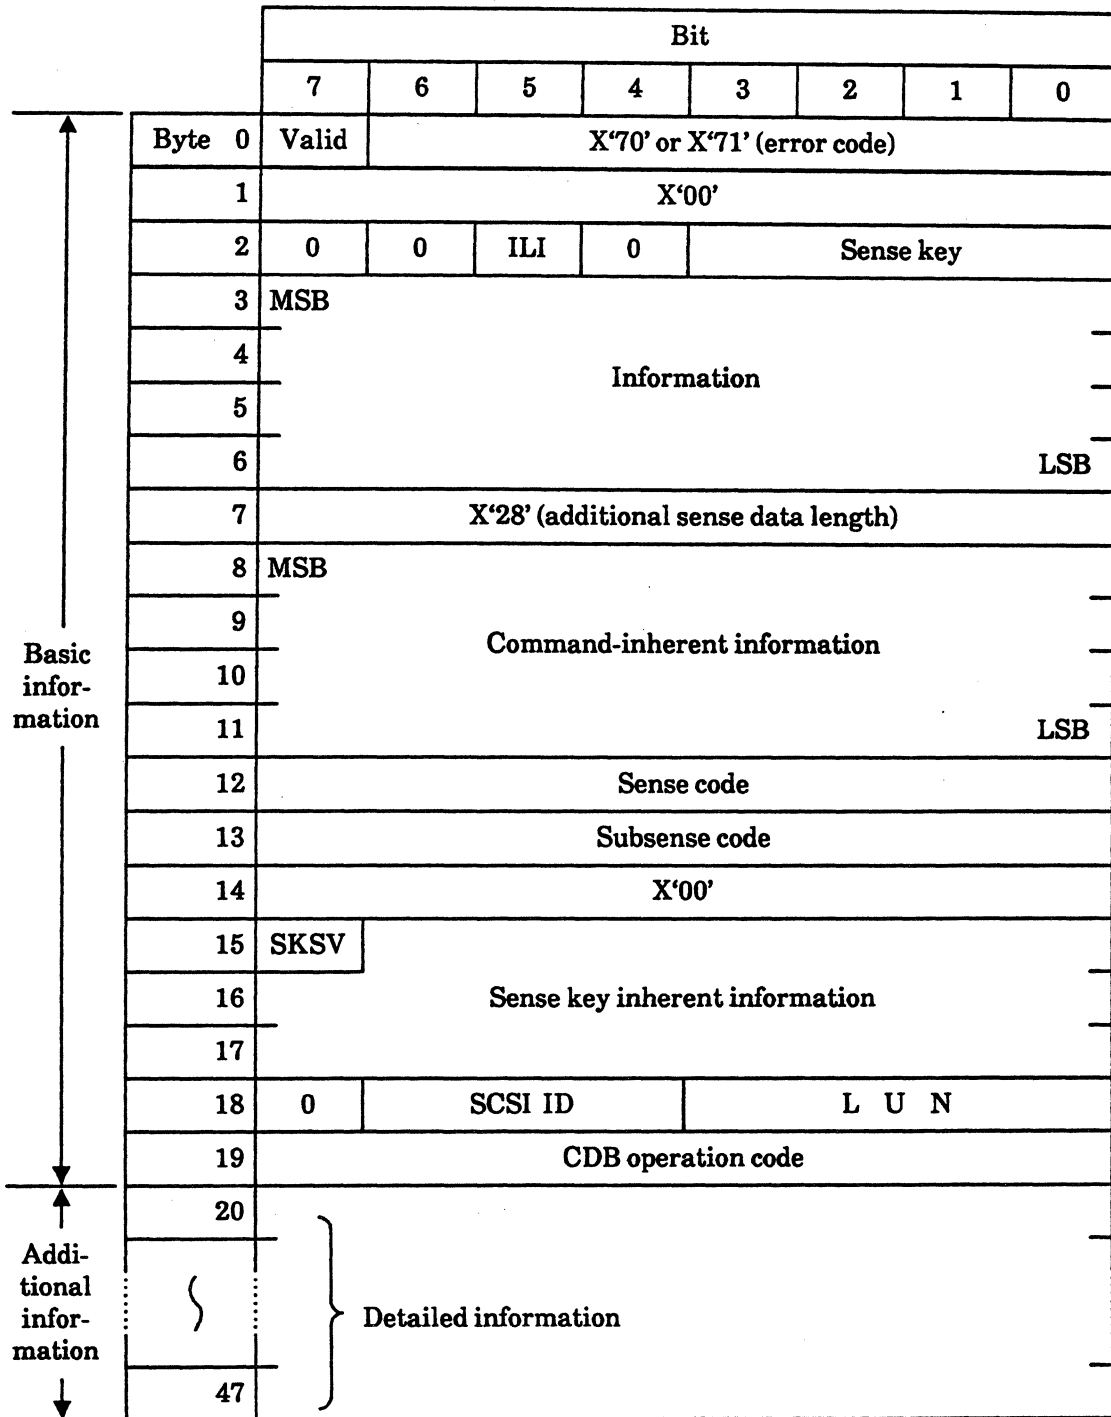 Bit
7 6 5 4 3 2 1 0
Byte 0 Valid X‘70’ or X‘71’ (error code)
1 X‘00’
2 0 0 ILI 0 Sense key
3 MSB
4
Information
5
6 LSB
7 X‘28’ (additional sense data length)
8 MSB
9
Command-inherent information
10
11 LSB
Basic
infor-
mation
12 Sense code
13 Subsense code
14 X‘00’
15 SKSV
16 Sense key inherent information
17
18 0 SCSI ID L U N
19 CDB operation code
20
Addi-
tional
infor-
mation
Detailed information
47